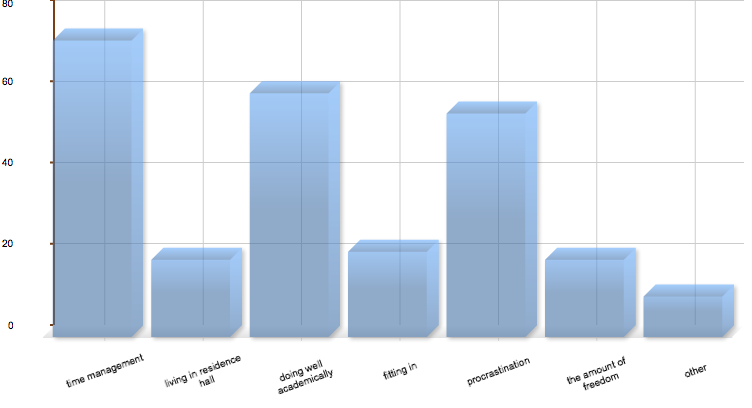 80
60
40
20
0
time management
living in residence
hall
doing well
academically
fitting in
procrastination
the amount of
freedom
other